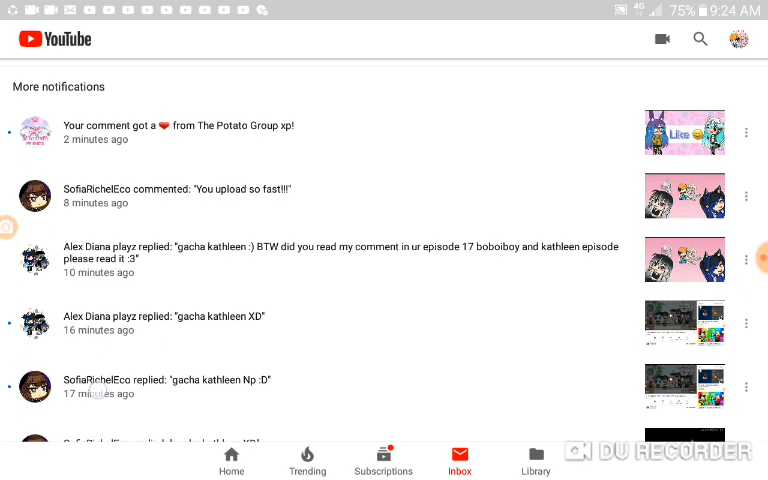 4G 75% 9:24 AM
YouTube
More notifications
Your comment got a ❤ from The Potato Group xp!
2 minutes ago
Like
SofiaRichelEco commented: "You upload so fast!!!"
8 minutes ago
Alex Diana playz replied: "gacha kathleen :) BTW did you read my comment in ur episode 17 boboiboy and kathleen episode
please read it :3"
10 minutes ago
Alex Diana playz replied: "gacha kathleen XD"
16 minutes ago
SofiaRichelEco replied: "gacha kathleen Np :D"
17 minutes ago
Home
Trending
Subscriptions
Inbox
Library
DU RECORDER